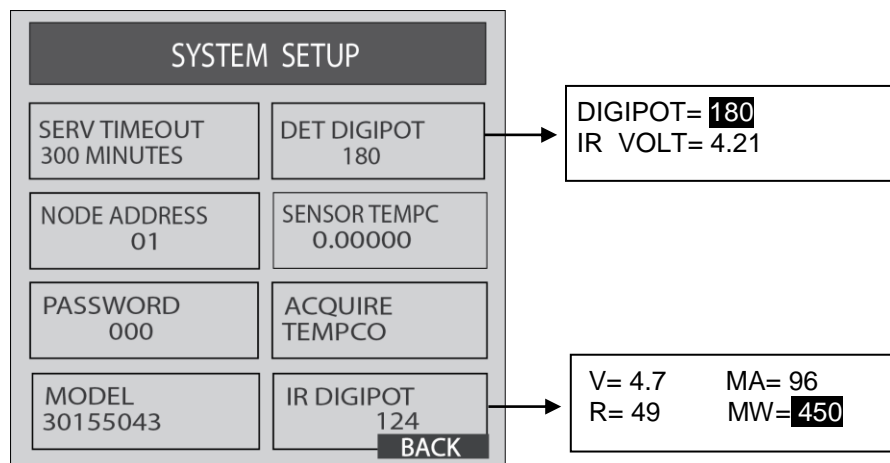 SYSTEM SETUP
SERV TIMEOUT
300 MINUTES
DET DIGIPOT
180
DIGIPOT= 180
IR VOLT= 4.21
NODE ADDRESS
01
SENSOR TEMPC
0.00000
PASSWORD
000
ACQUIRE
TEMPCO
MODEL
30155043
IR DIGIPOT
124
BACK
V= 4.7 MA= 96
R= 49 MW= 450